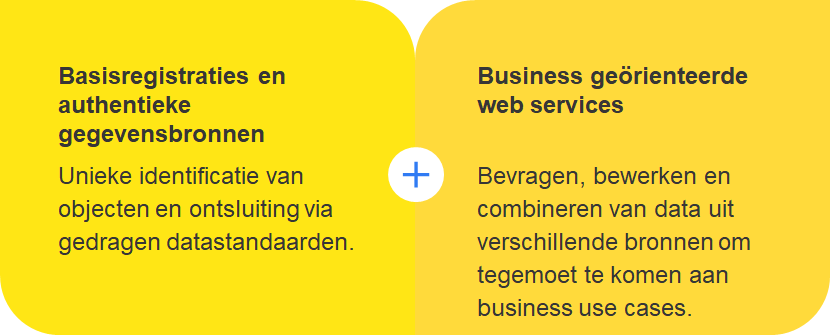 Basisregistraties en
authentieke
gegevensbronnen
Unieke identificatie van
objecten en ontsluiting via
gedragen datastandaarden.
Business geörienteerde
web services
Bevragen, bewerken en
combineren van data uit
verschillende bronnen om
tegemoet te komen aan
business use cases.